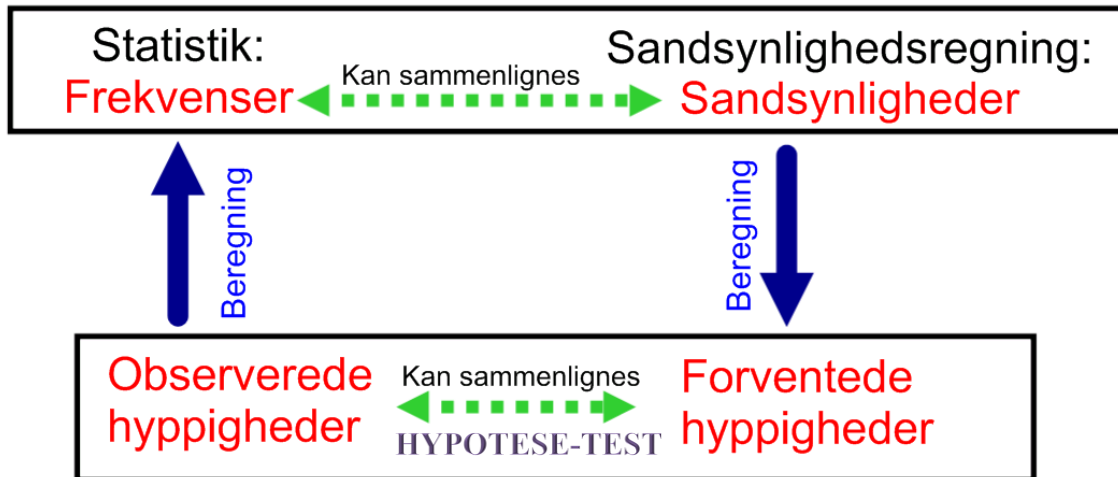 Statistik:
Frekvenser
Kan sammenlignes
Sandsynlighedsregning:
Sandsynligheder
Beregning
Beregning
Observerede
hyppigheder
Kan sammenlignes
HYPOTESE-TEST
Forventede
hyppigheder